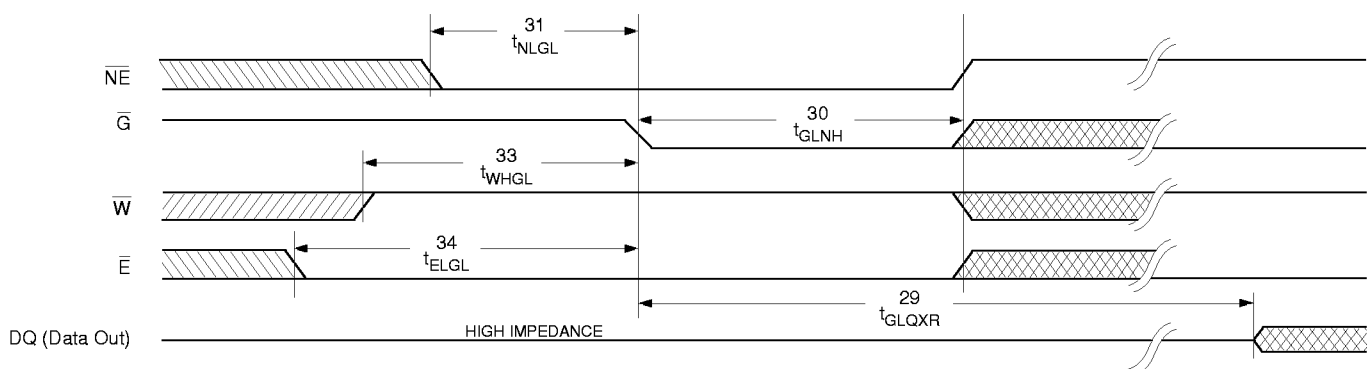 31
tNLGL
NE
G
30
tGLNH
33
tWHGL
W
34
tELGL
E
29
tGLQXR
DQ (Data Out)
HIGH IMPEDANCE